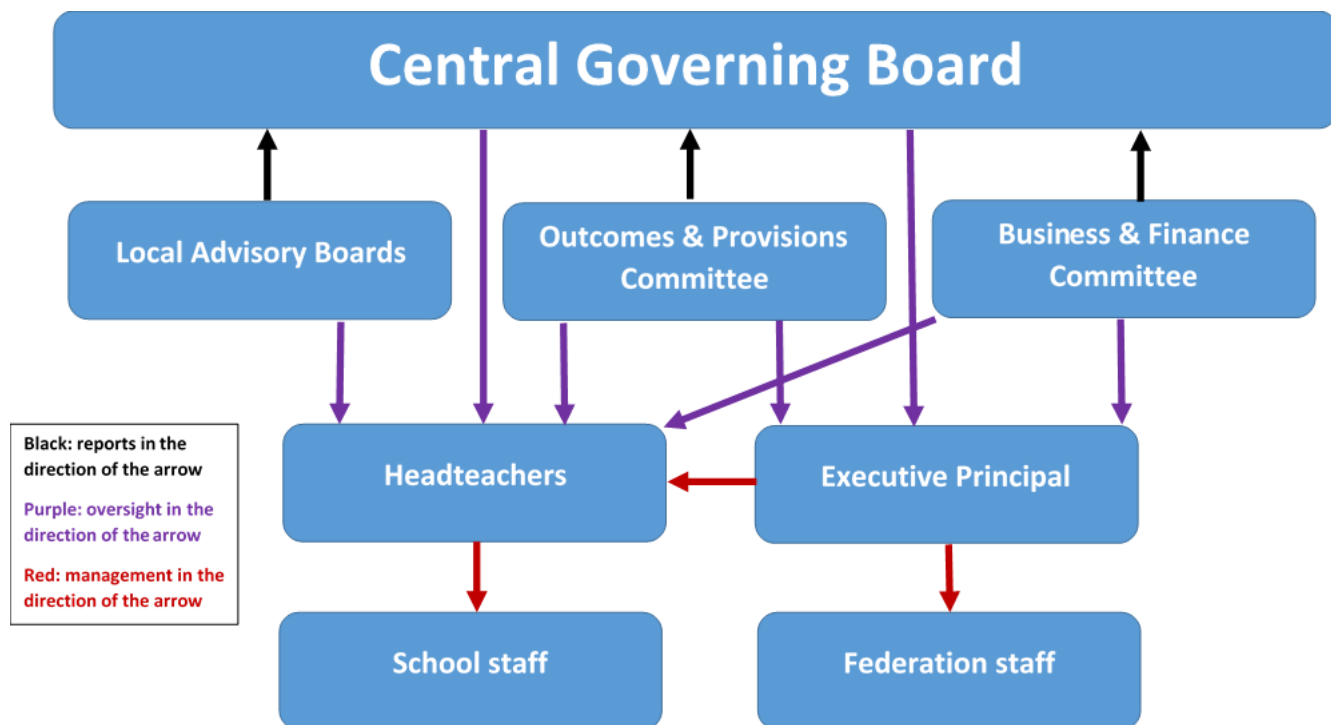 Central Governing Board
Local Advisory Boards
Outcomes & Provisions
Committee
Business & Finance
Committee
Black: reports in the
direction of the arrow
Purple: oversight in the
direction of the arrow
Red: management in the
direction of the arrow
Headteachers
Executive Principal
School staff
Federation staff